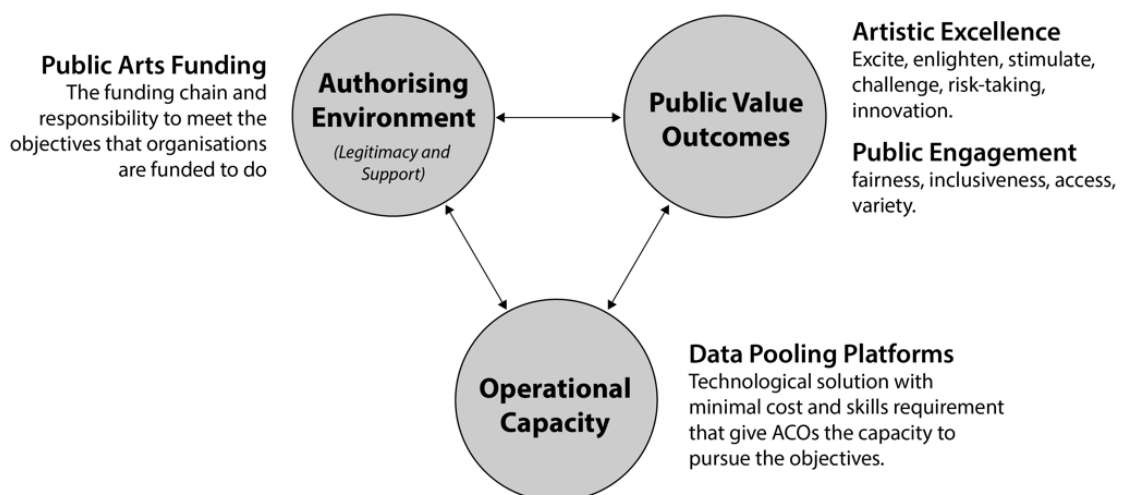 Public Arts Funding
The funding chain and
responsibility to meet the
objectives that organisations
are funded to do
Authorising
Environment
(Legitimacy and
Support)
Public Value
Outcomes
Artistic Excellence
Excite, enlighten, stimulate,
challenge, risk-taking,
innovation.
Public Engagement
fairness, inclusiveness, access,
variety.
Operational
Capacity
Data Pooling Platforms
Technological solution with
minimal cost and skills requirement
that give ACOs the capacity to
pursue the objectives.